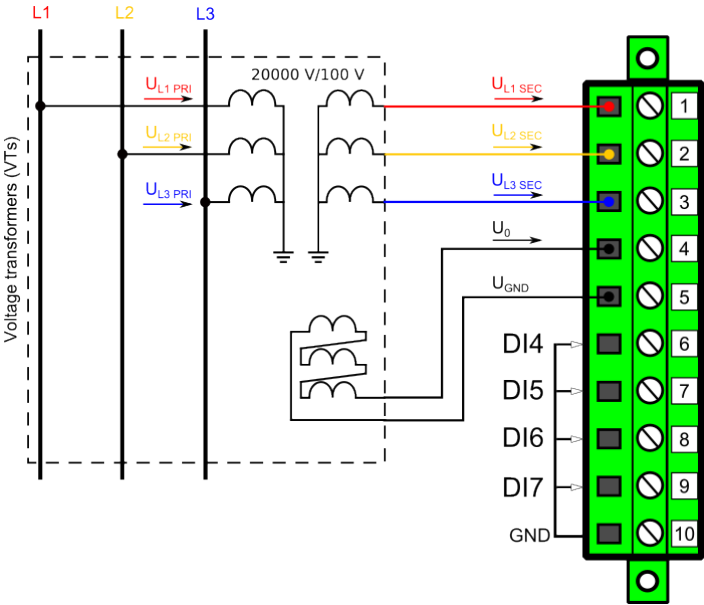 L1
L2
L3
20000 V/100 V
Voltage transformers (VTs)
UL1 PRI
UL2 PRI
UL3 PRI
UL1 SEC
UL2 SEC
UL3 SEC
U0
UGND
DI4
DI5
DI6
DI7
GND
1
2
3
4
5
6
7
8
9
10